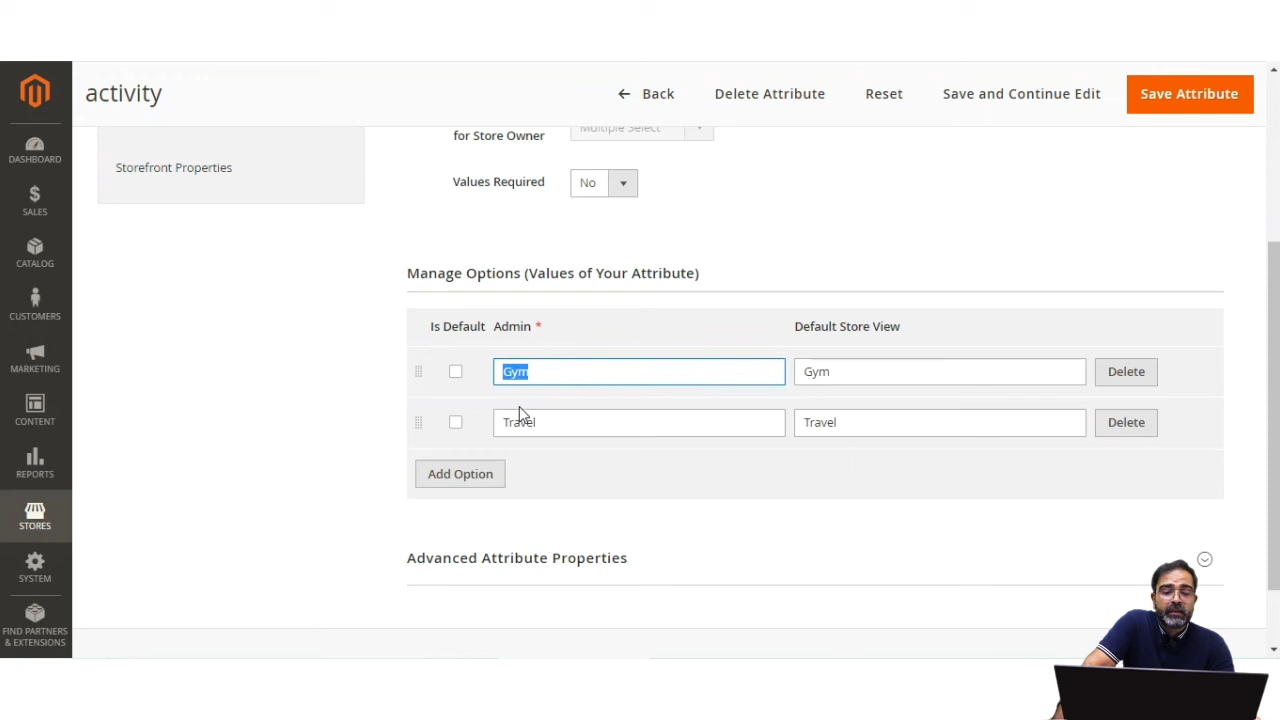 activity
Back
Delete Attribute
Reset
Save and Continue Edit
Save Attribute
DASHBOARD
SALES
CATALOG
CUSTOMERS
MARKETING
CONTENT
REPORTS
STORES
SYSTEM
FIND PARTNERS
& EXTENSIONS
Storefront Properties
Multiple Select
for Store Owner
Values Required
No
Manage Options (Values of Your Attribute)
Is Default Admin * Default Store View
Gym Gym Delete
Travel Travel Delete
Add Option
Advanced Attribute Properties